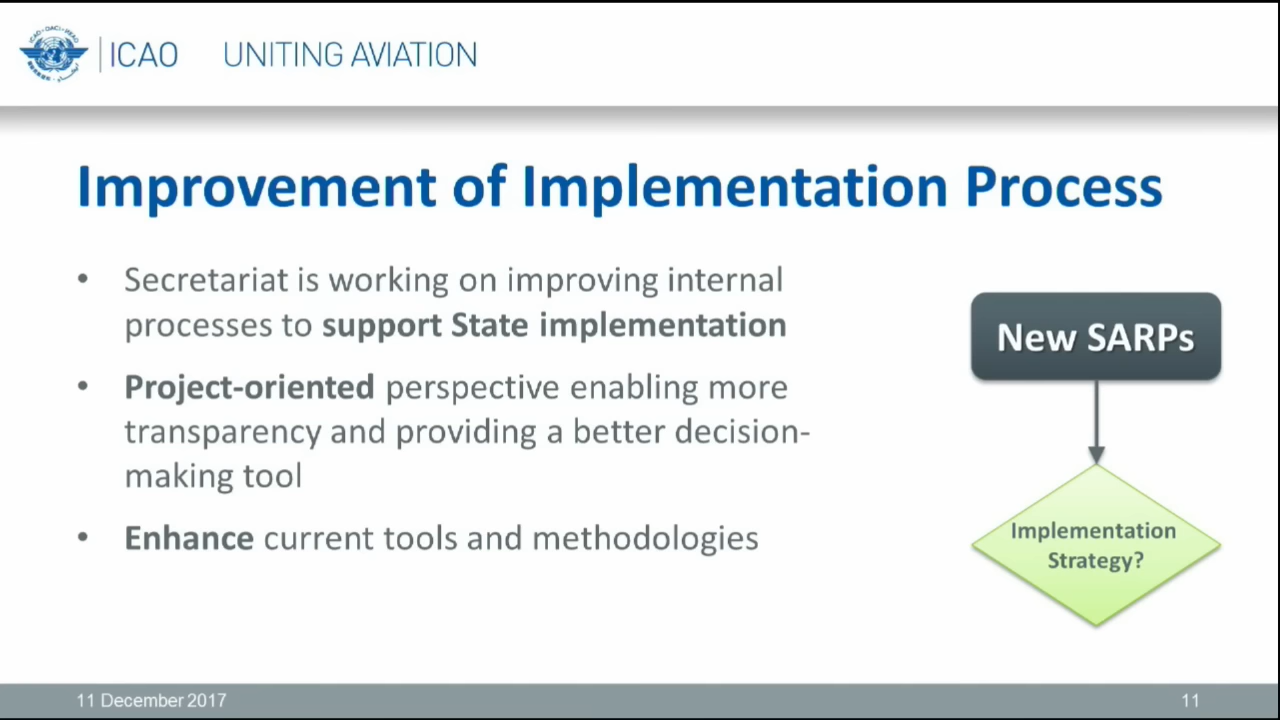 ICAO UNITING AVIATION
Improvement of Implementation Process
• Secretariat is working on improving internal
processes to support State implementation
• Project-oriented perspective enabling more
transparency and providing a better decision-
making tool
• Enhance current tools and methodologies
New SARPs
Implementation
Strategy?
11 December 2017
11